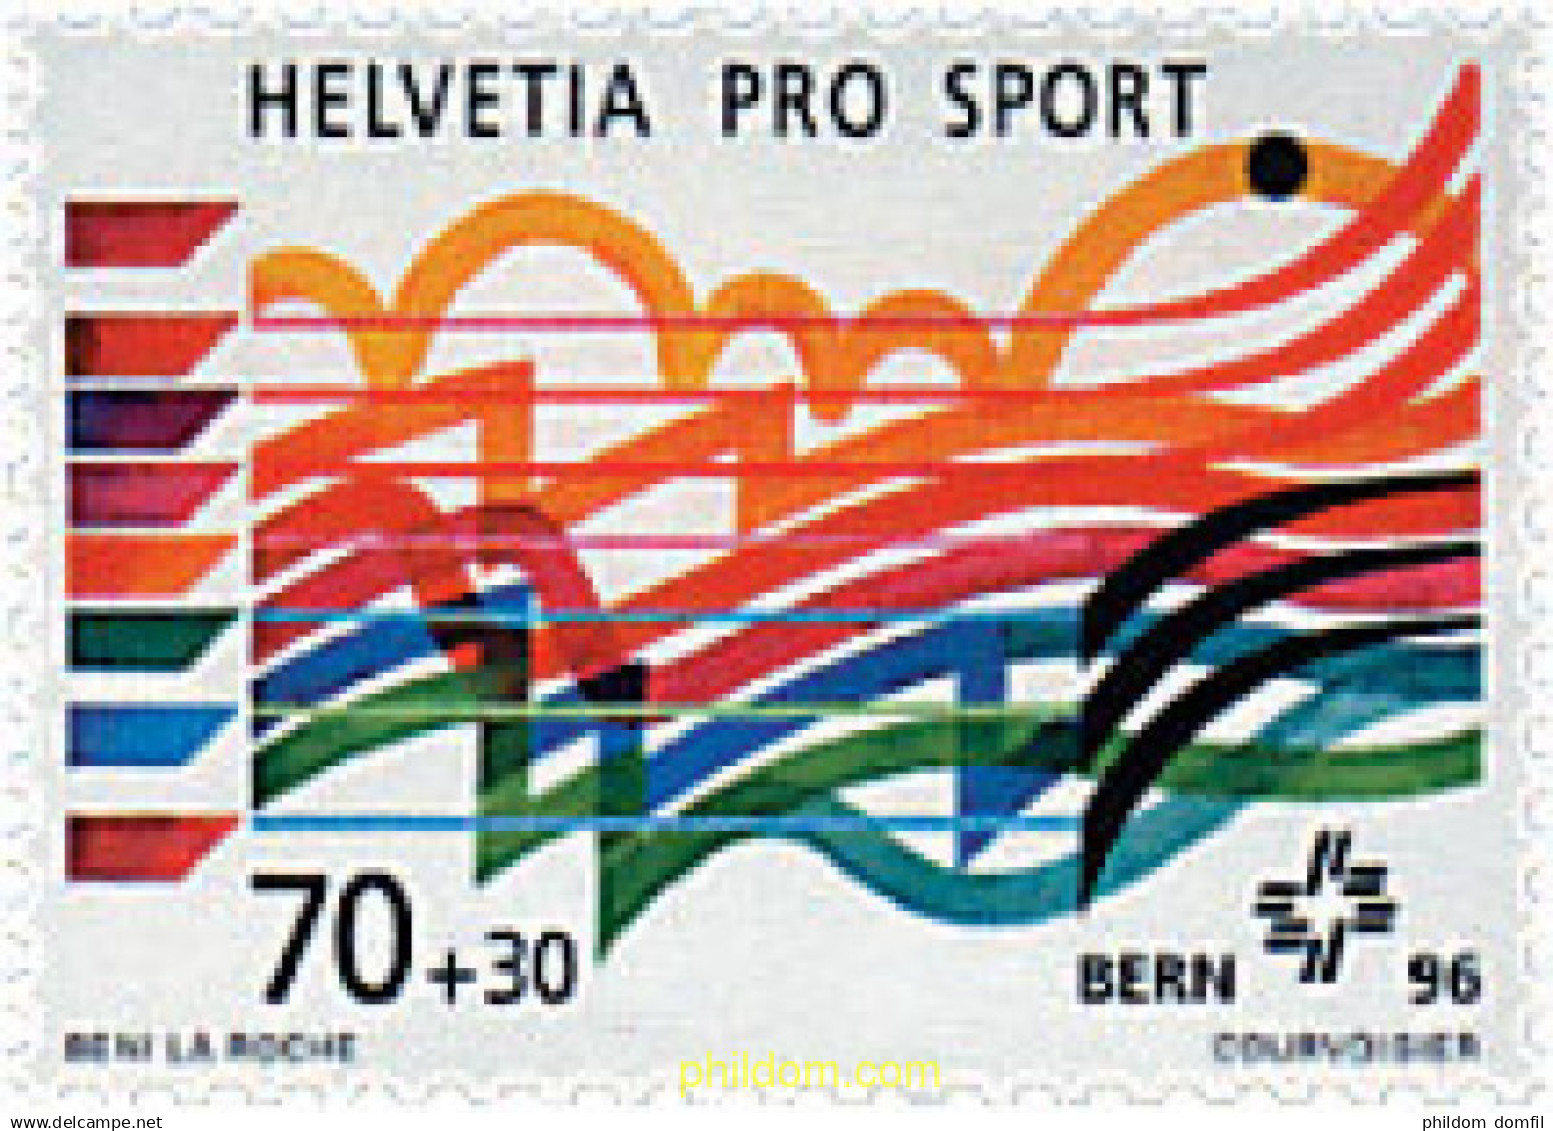 HELVETIA PRO SPORT
70+30
BERN 96
BENI LA ROCHE
COURVOISIER
phildom.com
www.delcampe.net
phildom domfil